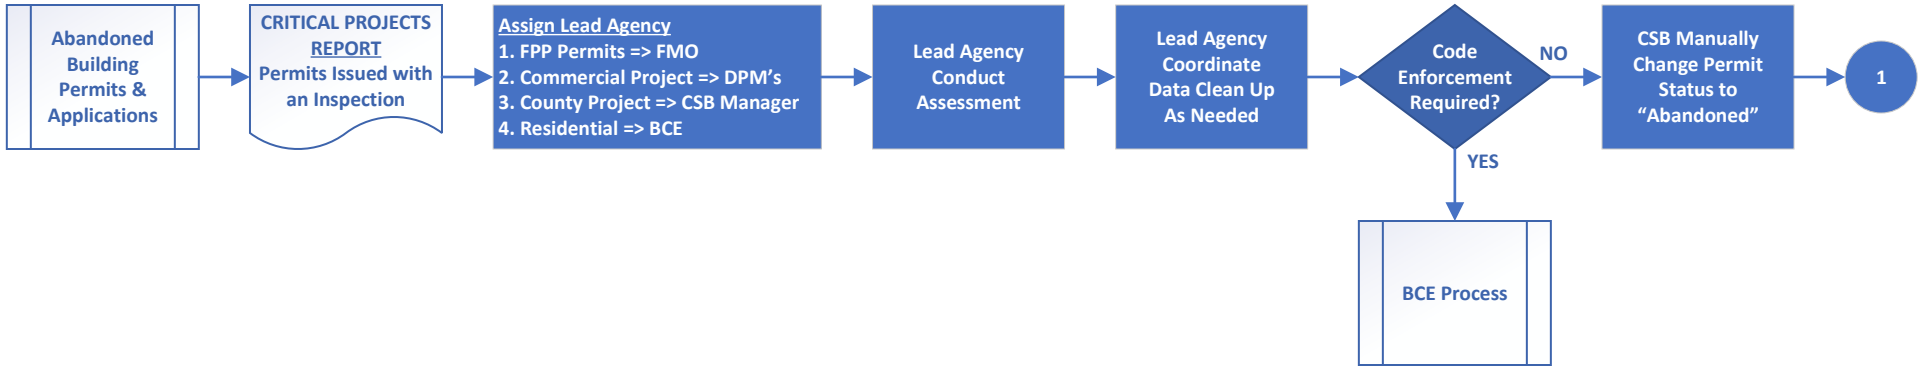 Abandoned
Building
Permits &
Applications
CRITICAL PROJECTS
REPORT
Permits Issued with
an Inspection
Assign Lead Agency
1. FPP Permits => FMO
2. Commercial Project => DPM's
3. County Project => CSB Manager
4. Residential => BCE
Lead Agency
Conduct
Assessment
Lead Agency
Coordinate
Data Clean Up
As Needed
Code
Enforcement
Required?
NO
YES
CSB Manually
Change Permit
Status to
“Abandoned”
1
BCE Process